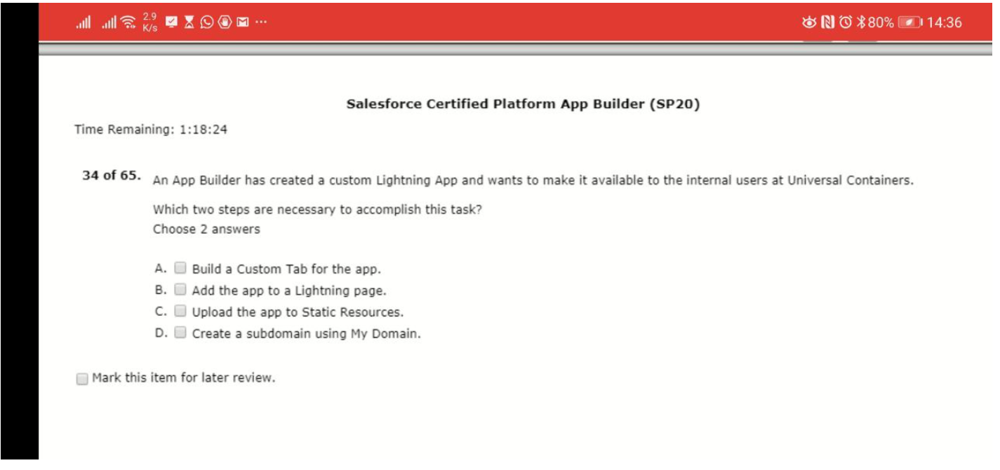 2.9
K/s
80% 14:36
Salesforce Certified Platform App Builder (SP20)
Time Remaining: 1:18:24
34 of 65. An App Builder has created a custom Lightning App and wants to make it available to the internal users at Universal Containers.
Which two steps are necessary to accomplish this task?
Choose 2 answers
A. Build a Custom Tab for the app.
B. Add the app to a Lightning page.
C. Upload the app to Static Resources.
D. Create a subdomain using My Domain.
Mark this item for later review.